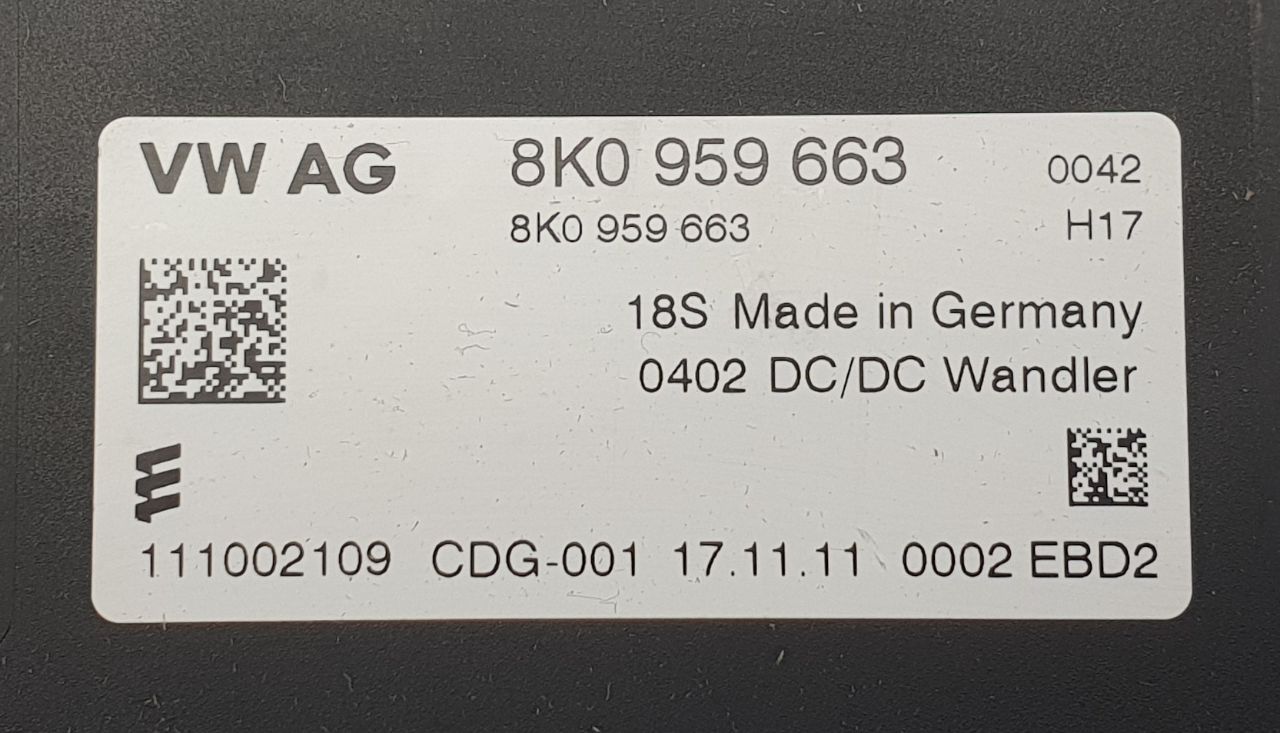 VW AG 8K0 959 663 0042
8K0 959 663 H17
18S Made in Germany
0402 DC/DC Wandler
111002109 CDG-001 17.11.11 0002 EBD2